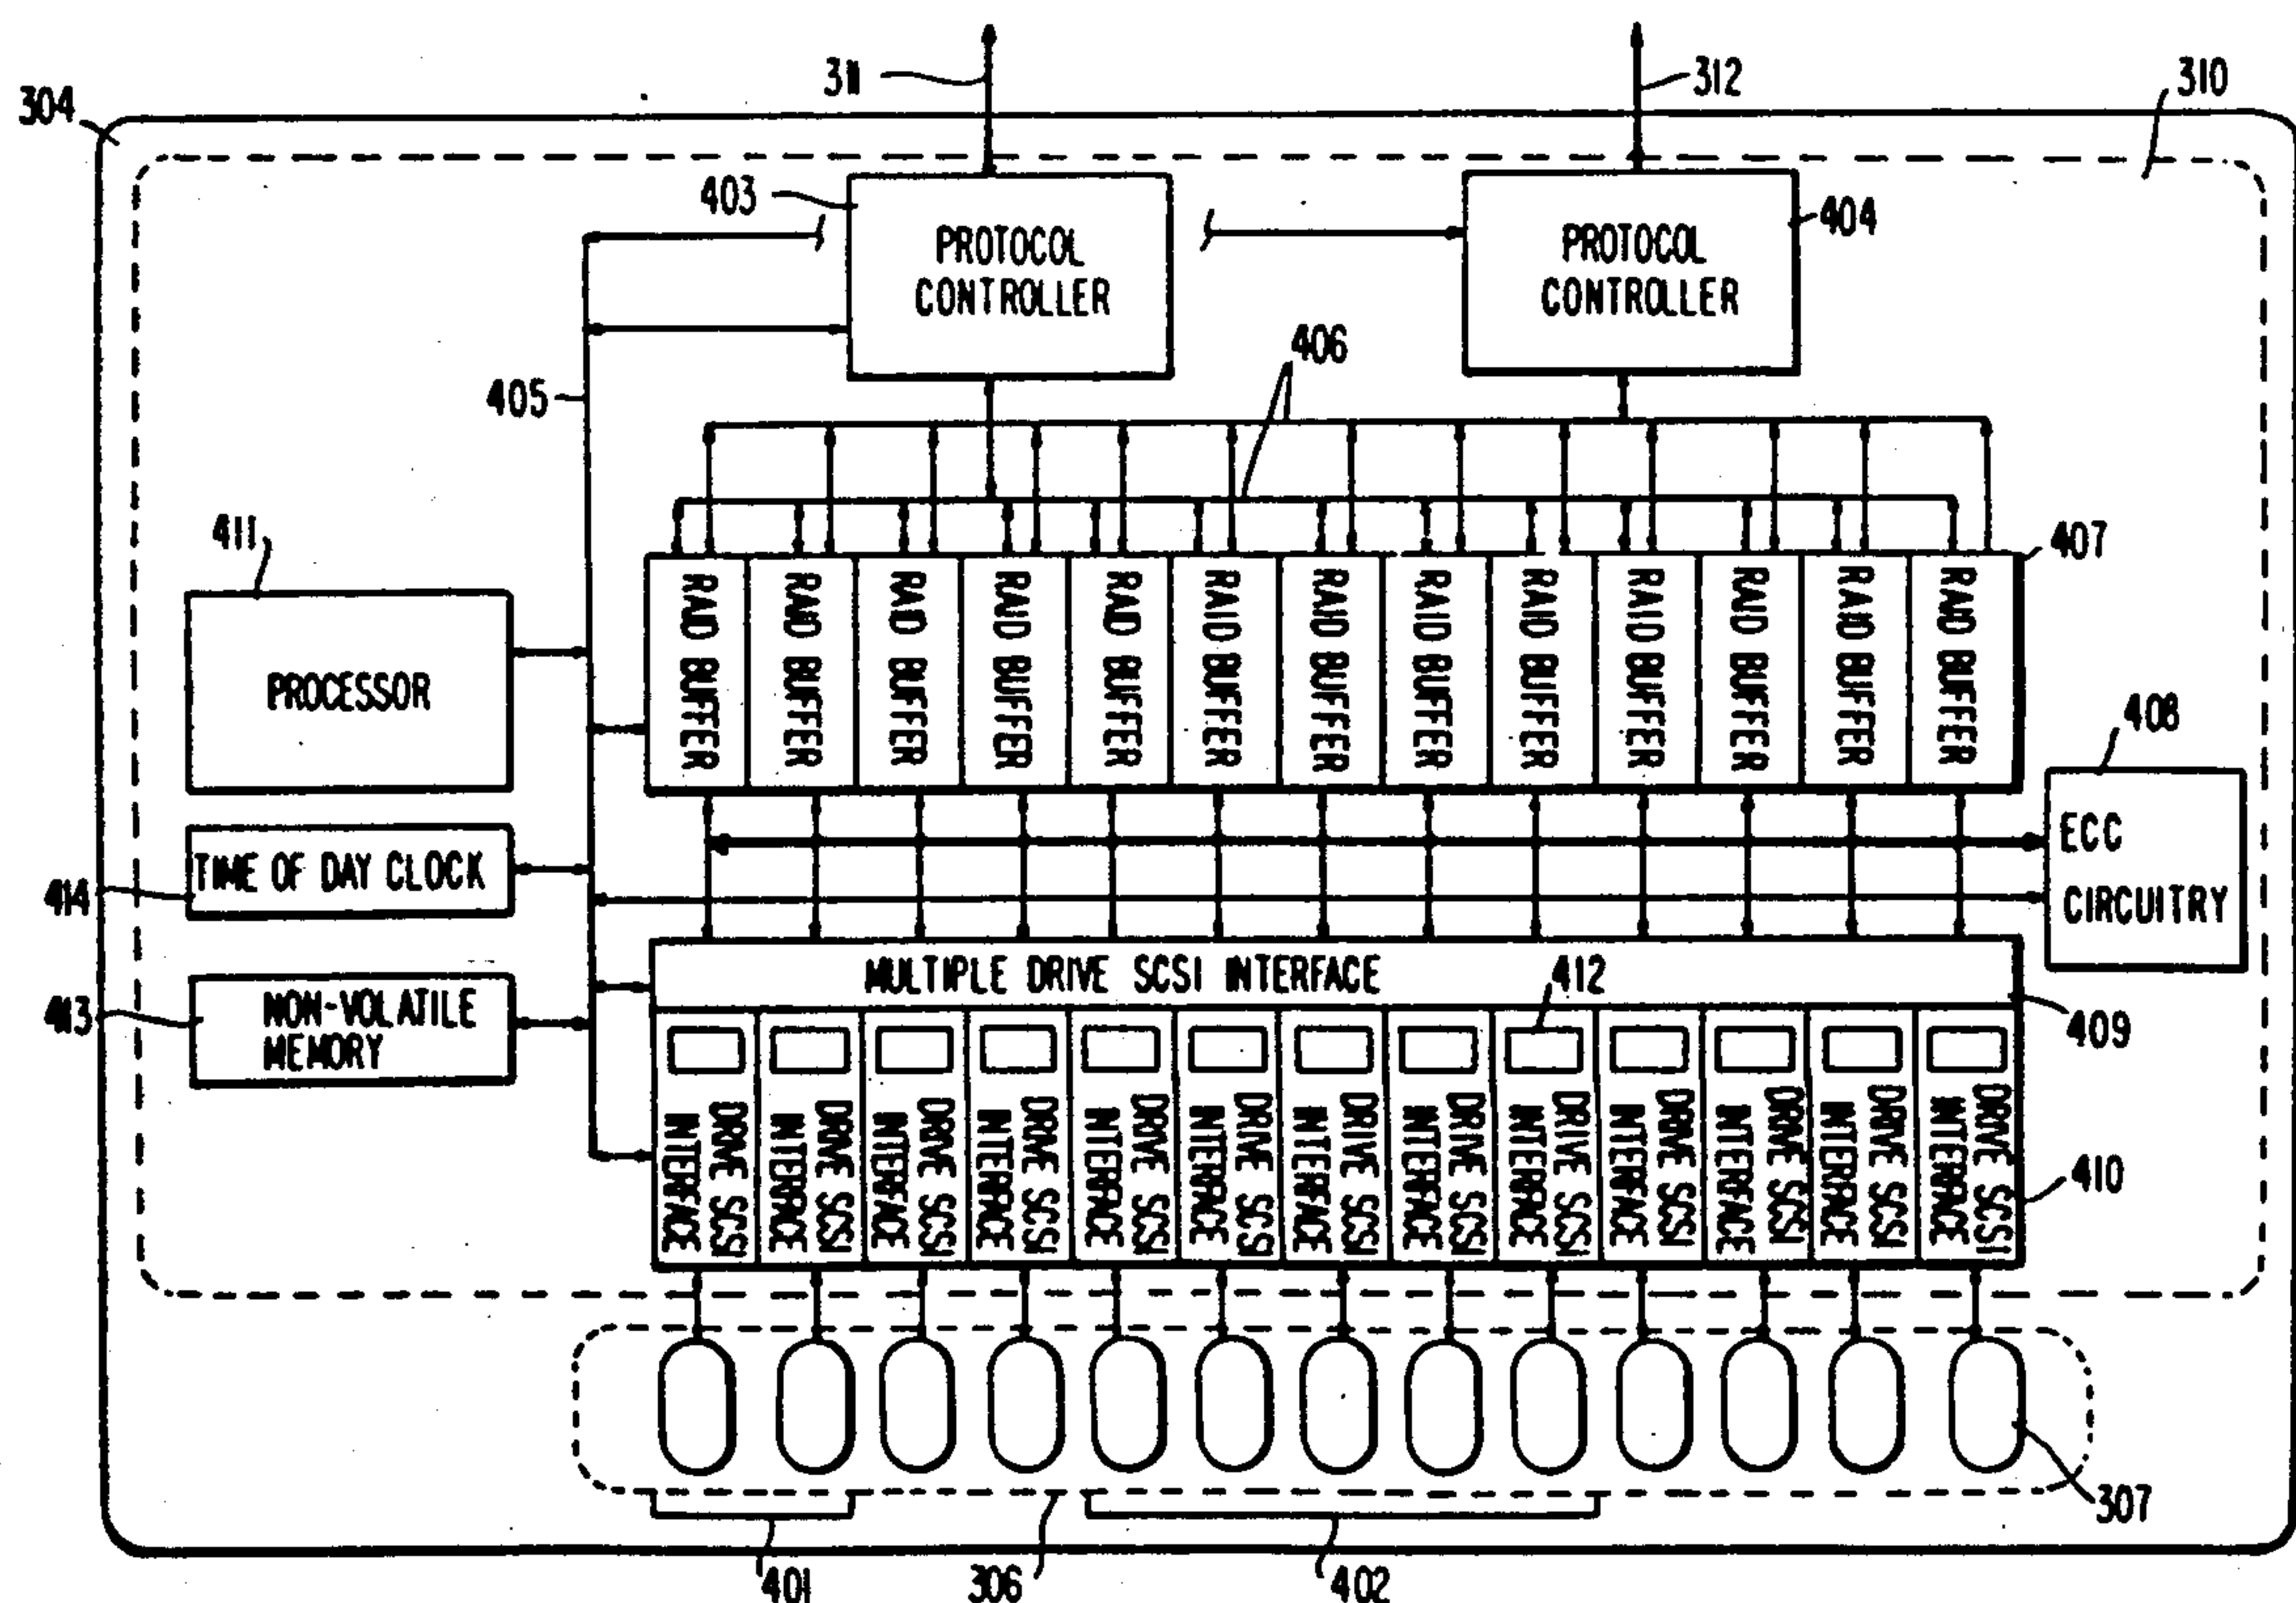 311
312
310
304
403
PROTOCOL
CONTROLLER
PROTOCOL
CONTROLLER
404
406
405
411
407
RAID BUFFER
RAID BUFFER
RAID BUFFER
RAID BUFFER
RAID BUFFER
RAID BUFFER
RAID BUFFER
RAID BUFFER
RAID BUFFER
RAID BUFFER
RAID BUFFER
RAID BUFFER
RAID BUFFER
PROCESSOR
408
ECC
CIRCUITRY
TIME OF DAY CLOCK
414
MULTIPLE DRIVE SCSI INTERFACE
412
409
413
NON-VOLATILE
MEMORY
DRIVE SCSI
INTERFACE
DRIVE SCSI
INTERFACE
DRIVE SCSI
INTERFACE
DRIVE SCSI
INTERFACE
DRIVE SCSI
INTERFACE
DRIVE SCSI
INTERFACE
DRIVE SCSI
INTERFACE
DRIVE SCSI
INTERFACE
DRIVE SCSI
INTERFACE
DRIVE SCSI
INTERFACE
DRIVE SCSI
INTERFACE
DRIVE SCSI
INTERFACE
DRIVE SCSI
INTERFACE
410
307
401
306
402